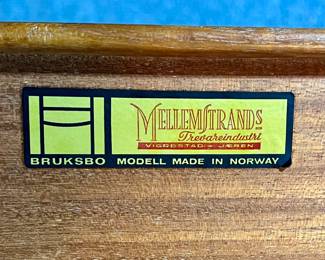 MELLEMSTRANDS
Trevareindustri
VIGRESTAD - JÆREN
BRUKSBO MODELL MADE IN NORWAY